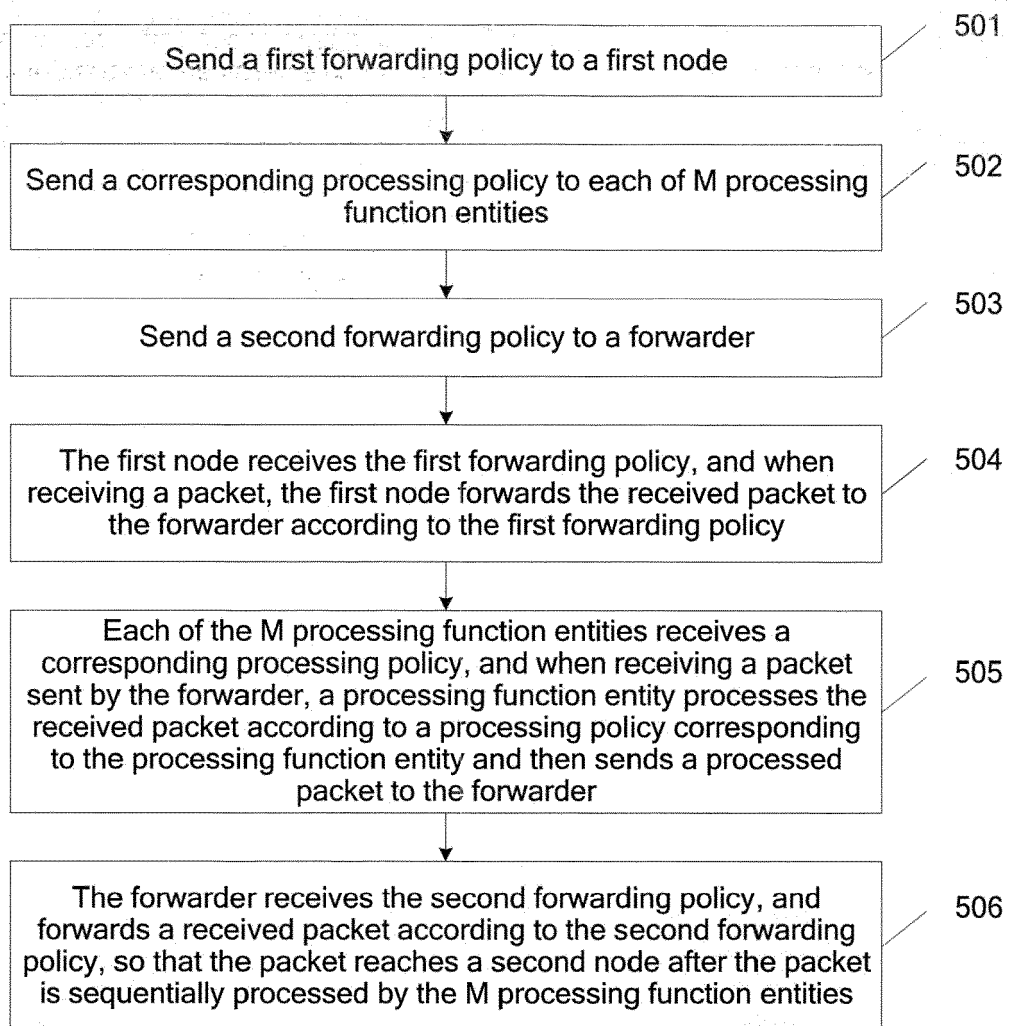 501
Send a first forwarding policy to a first node
502
Send a corresponding processing policy to each of M processing
function entities
503
Send a second forwarding policy to a forwarder
504
The first node receives the first forwarding policy, and when
receiving a packet, the first node forwards the received packet to
the forwarder according to the first forwarding policy
505
Each of the M processing function entities receives a
corresponding processing policy, and when receiving a packet
sent by the forwarder, a processing function entity processes the
received packet according to a processing policy corresponding
to the processing function entity and then sends a processed
packet to the forwarder
506
The forwarder receives the second forwarding policy, and
forwards a received packet according to the second forwarding
policy, so that the packet reaches a second node after the packet
is sequentially processed by the M processing function entities